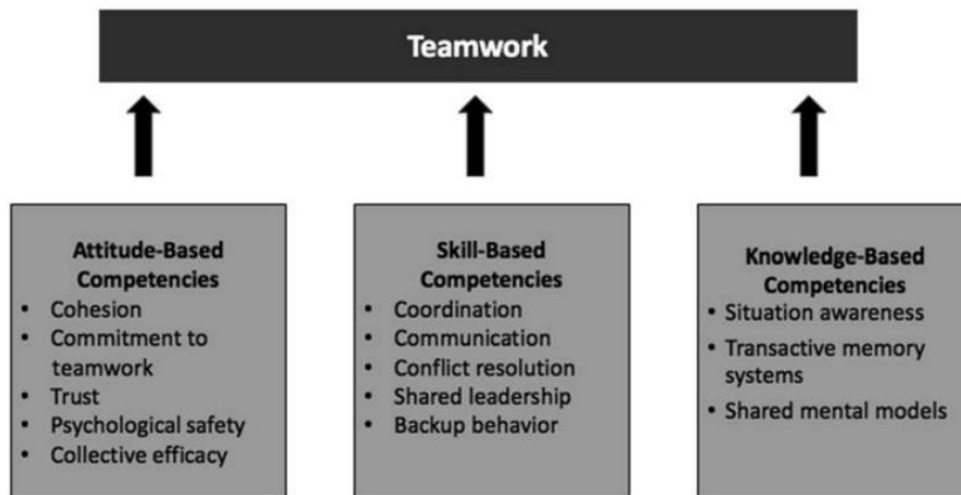 Teamwork
Attitude-Based
Competencies
• Cohesion
• Commitment to
teamwork
• Trust
• Psychological safety
• Collective efficacy
Skill-Based
Competencies
• Coordination
• Communication
• Conflict resolution
• Shared leadership
• Backup behavior
Knowledge-Based
Competencies
• Situation awareness
• Transactive memory
systems
• Shared mental models